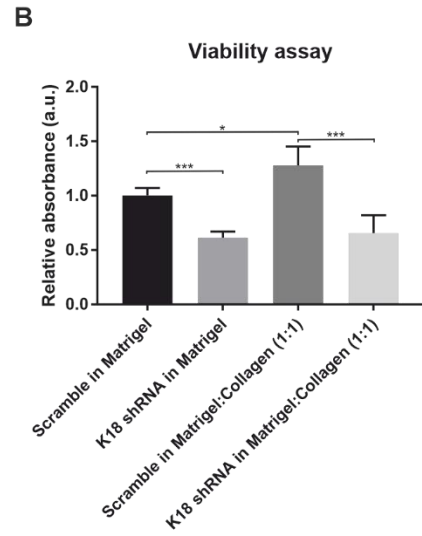 B
Viability assay
Relative absorbance (a.u.)
2.0
1.5
1.0
0.5
0.0
*
***
***
Scramble in Matrigel
K18 shRNA in Matrigel
Scramble in Matrigel:Collagen (1:1)
K18 shRNA in Matrigel:Collagen (1:1)